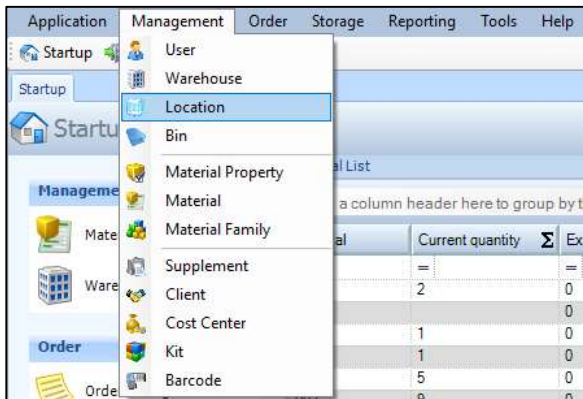 Application Management Order Storage Reporting Tools Help
Startup
User
Warehouse
Startup
Location
Startu
Bin
al List
Material Property
Manageme
a column header here to group by t
Material
Mate
Material Family
al Current quantity Σ Ex
Supplement
= =
Ware
Client
2 0
Cost Center
0
Order
Kit
1 0
1 0
Barcode
5 0
Orde